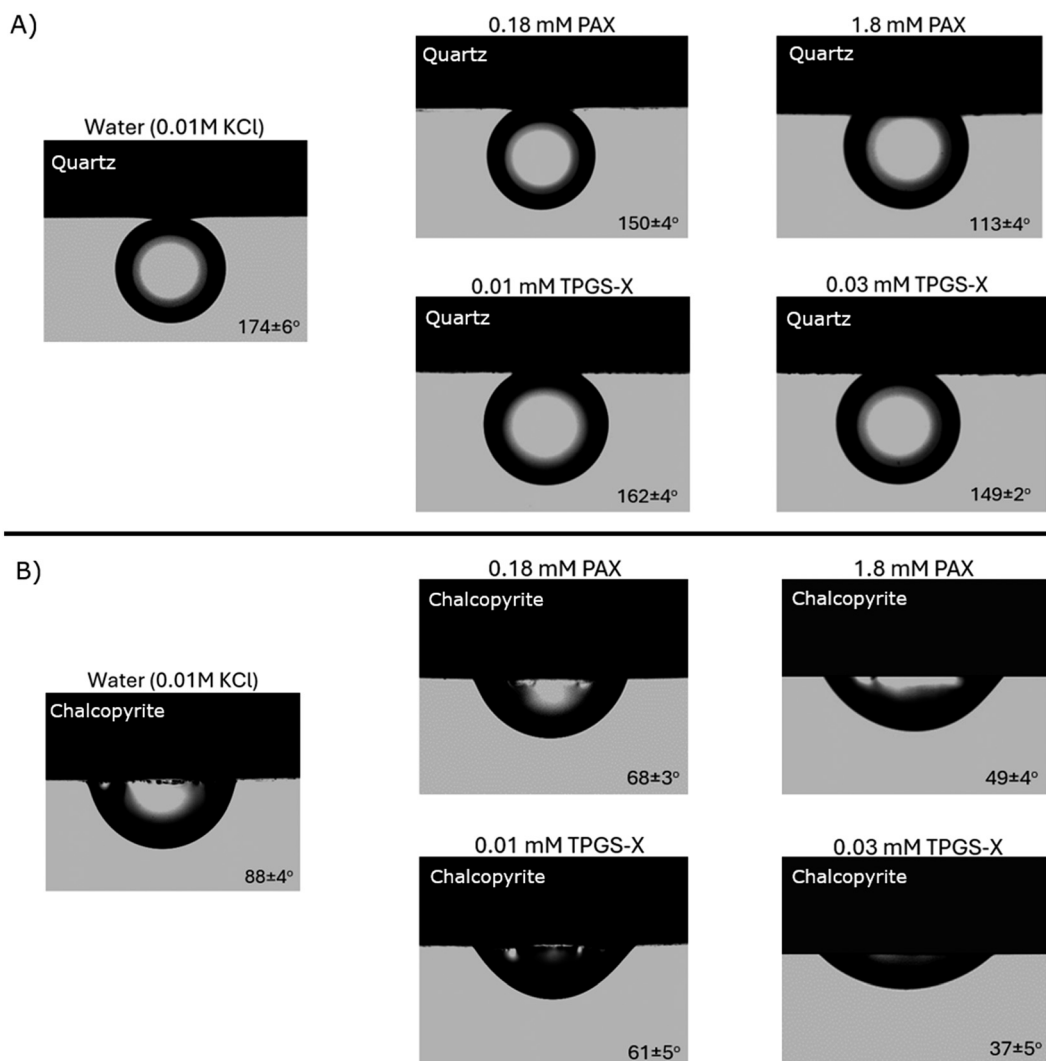 A)
Water (0.01M KCl)
Quartz
174±6°
0.18 mM PAX
Quartz
150±4°
1.8 mM PAX
Quartz
113±4°
0.01 mM TPGS-X
Quartz
162±4°
0.03 mM TPGS-X
Quartz
149±2°
B)
Water (0.01M KCl)
Chalcopyrite
88±4°
0.18 mM PAX
Chalcopyrite
68±3°
1.8 mM PAX
Chalcopyrite
49±4°
0.01 mM TPGS-X
Chalcopyrite
61±5°
0.03 mM TPGS-X
Chalcopyrite
37±5°